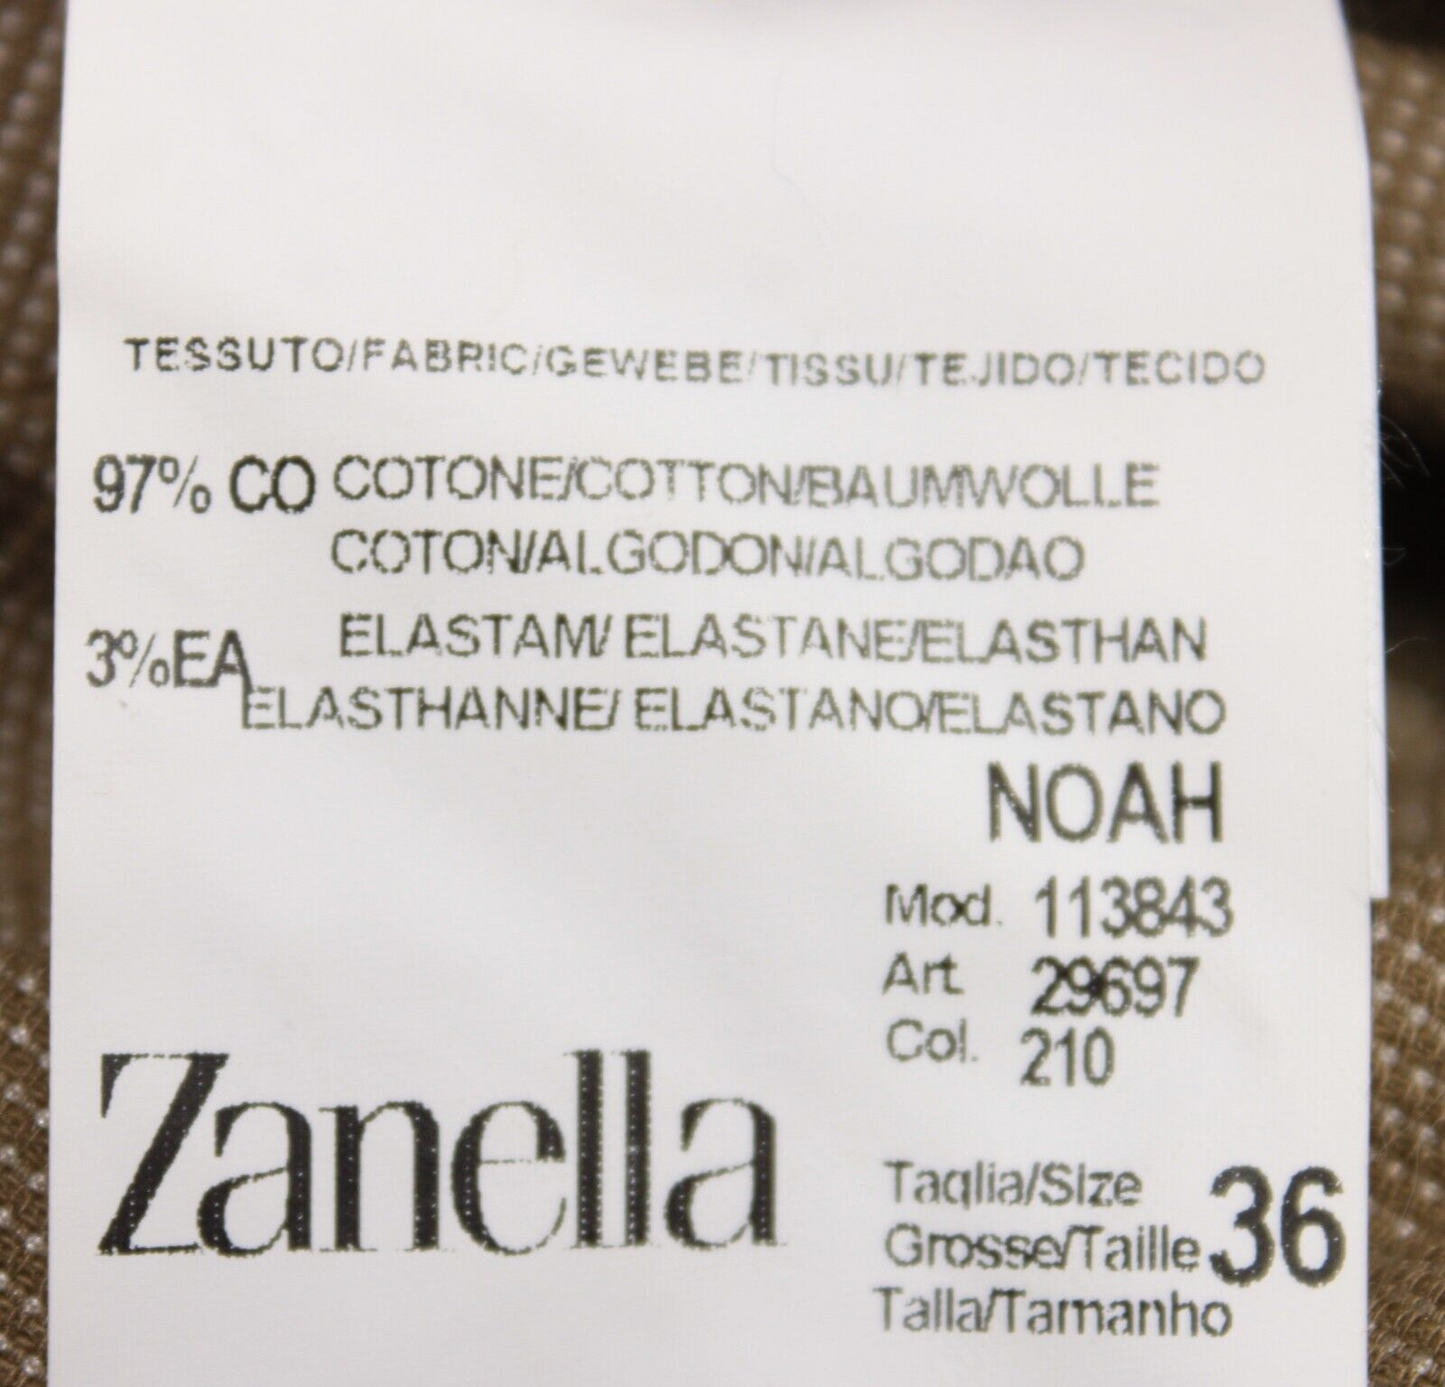 TESSUTO/FABRIC/GEWEBE/TISSU/TEJIDO/TECIDO
97% CO COTONE/COTTON/BAUMWOLLE
COTON/ALGODON/ALGODAO
3%EA ELASTAM/ ELASTANE/ELASTHAN
ELASTHANNE/ ELASTANO/ELASTANO
NOAH
Mod. 113843
Art. 29697
Col. 210
Zanella
Taglia/Size
Grosse/Taille 36
Talla/Tamanho